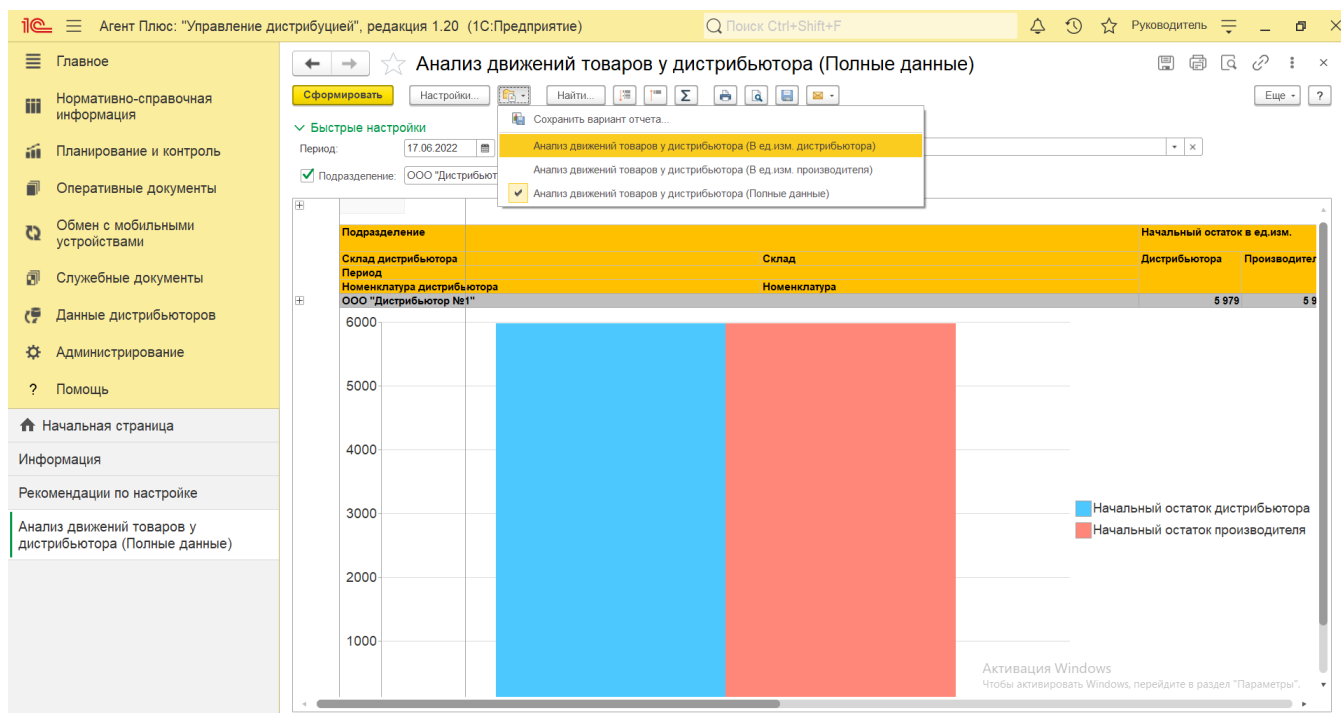 Агент Плюс: "Управление дистрибуцией", редакция 1.20 (1С:Предприятие)
Поиск Ctrl+Shift+F
Руководитель
Главное
Нормативно-справочная
информация
Планирование и контроль
Оперативные документы
Обмен с мобильными
устройствами
Служебные документы
Данные дистрибьюторов
Администрирование
? Помощь
Начальная страница
Информация
Рекомендации по настройке
Анализ движений товаров у
дистрибьютора (Полные данные)
Анализ движений товаров у дистрибьютора (Полные данные)
Сформировать
Настройки...
Найти...
Σ
Еще
?
Быстрые настройки
Период:
17.06.2022
Подразделение:
ООО "Дистрибьют
Сохранить вариант отчета...
Анализ движений товаров у дистрибьютора (В ед.изм. дистрибьютора)
Анализ движений товаров у дистрибьютора (В ед.изм. производителя)
Анализ движений товаров у дистрибьютора (Полные данные)
Подразделение
Начальный остаток в ед.изм.
Склад дистрибьютора
Склад
Дистрибьютора
Производител
Период
Номенклатура дистрибьютора
Номенклатура
ООО "Дистрибьютор №1"
5 979
5 9
6000
5000
4000
3000
2000
1000
Начальный остаток дистрибьютора
Начальный остаток производителя
Активация Windows
Чтобы активировать Windows, перейдите в раздел "Параметры".